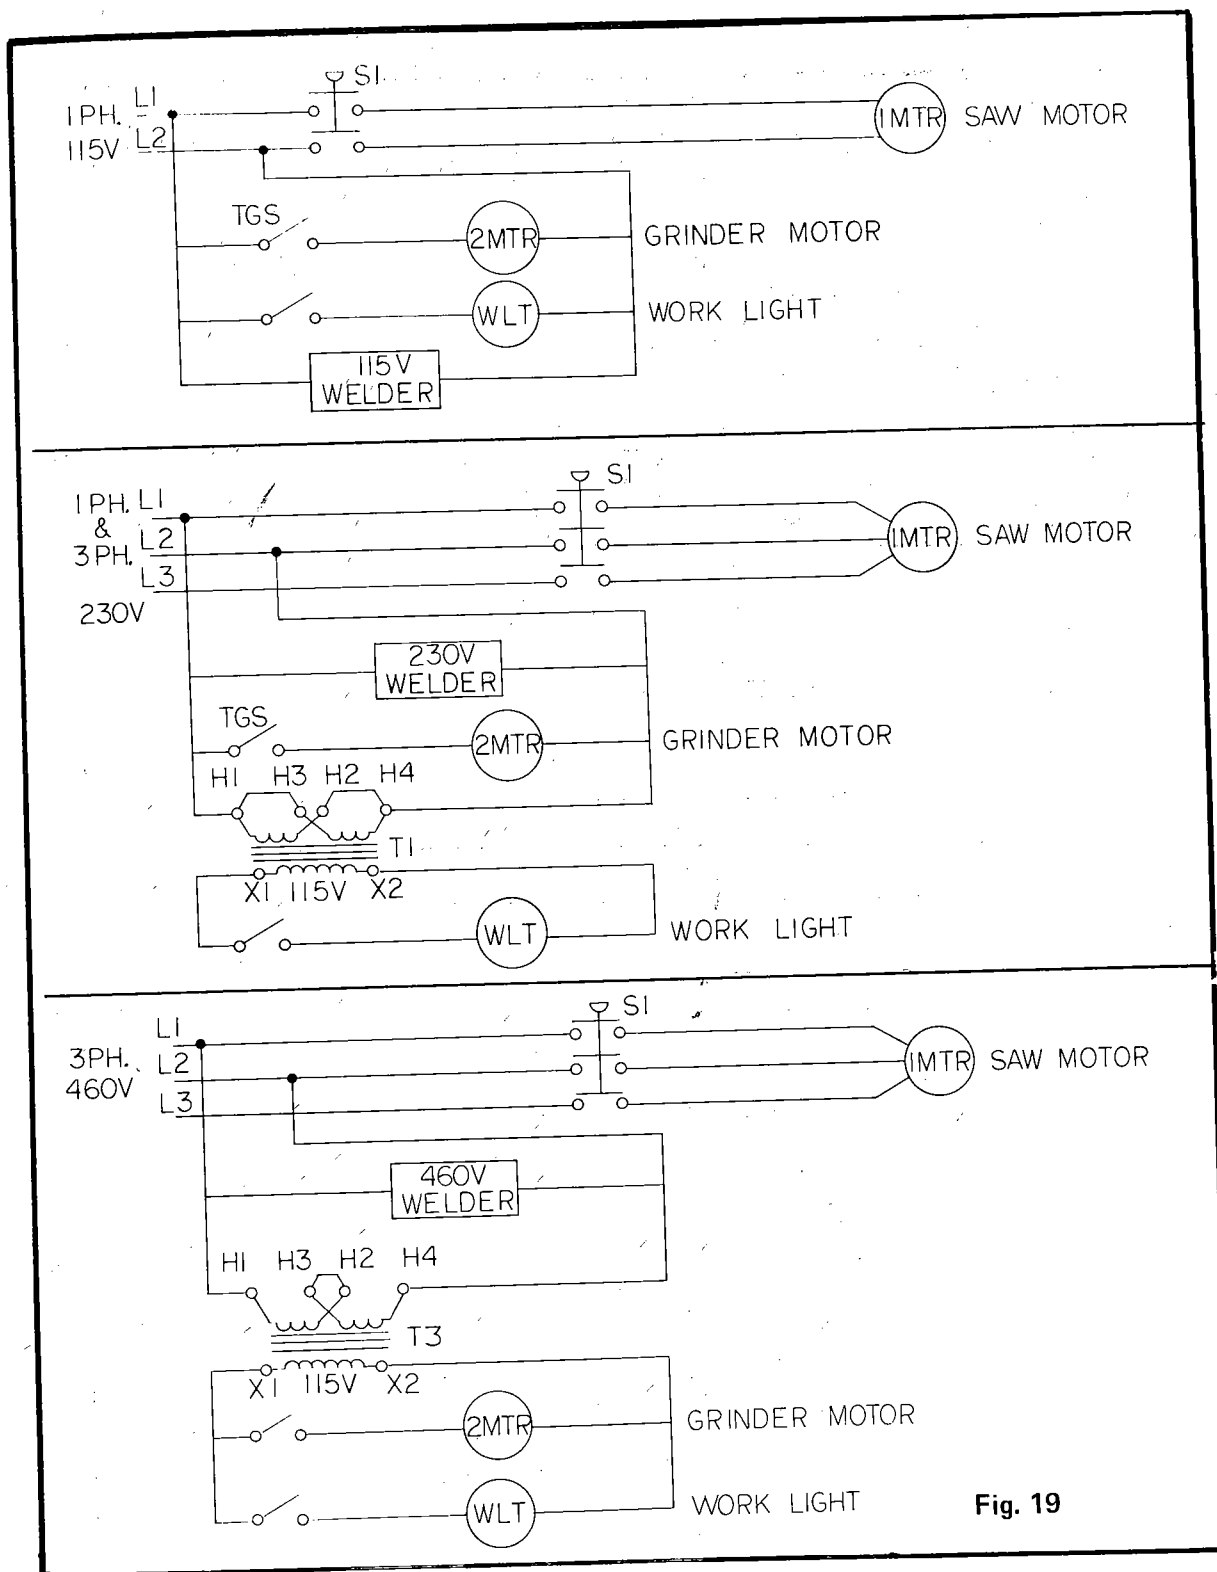 S1
1PH. L1
115V L2
1MTR SAW MOTOR
TGS
2MTR GRINDER MOTOR
WLT WORK LIGHT
115V
WELDER
S1
1PH. L1
&
L2
3PH.
L3
230V
1MTR SAW MOTOR
230V
WELDER
TGS
2MTR GRINDER MOTOR
H1 H3 H2 H4
T1
X1 115V X2
WLT WORK LIGHT
S1
L1
3PH. L2
460V
L3
1MTR SAW MOTOR
460V
WELDER
H1 H3 H2 H4
T3
X1 115V X2
2MTR GRINDER MOTOR
WLT WORK LIGHT
Fig. 19